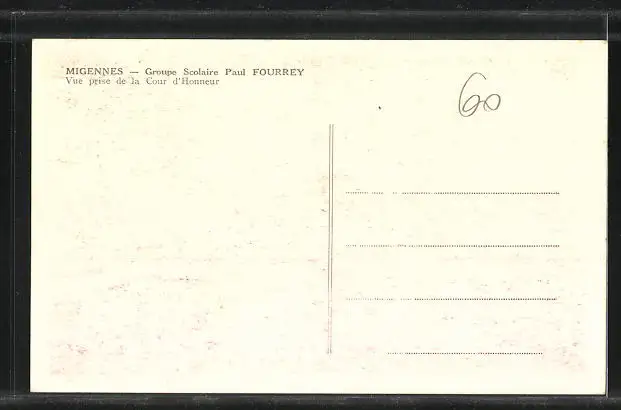 MIGENNES — Groupe Scolaire Paul FOURREY
Vue prise de la Cour d'Honneur
60